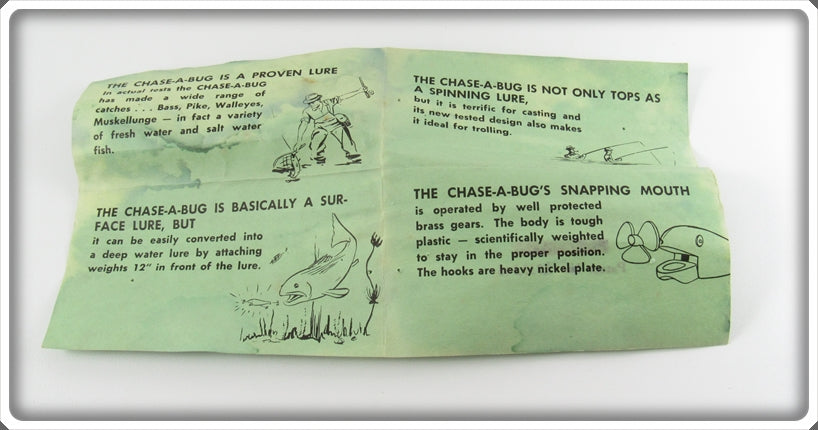 THE CHASE-A-BUG IS A PROVEN LURE
In actual tests the CHASE-A-BUG
has made a wide range of
catches . . . Bass, Pike, Walleyes,
Muskellunge — in fact a variety
of fresh water and salt water
fish.
THE CHASE-A-BUG IS BASICALLY A SUR-
FACE LURE, BUT
it can be easily converted into
a deep water lure by attaching
weights 12" in front of the lure.
THE CHASE-A-BUG IS NOT ONLY TOPS AS
A SPINNING LURE,
but it is terrific for casting and
its new tested design also makes
it ideal for trolling.
THE CHASE-A-BUG'S SNAPPING MOUTH
is operated by well protected
brass gears. The body is tough
plastic — scientifically weighted
to stay in the proper position.
The hooks are heavy nickel plate.